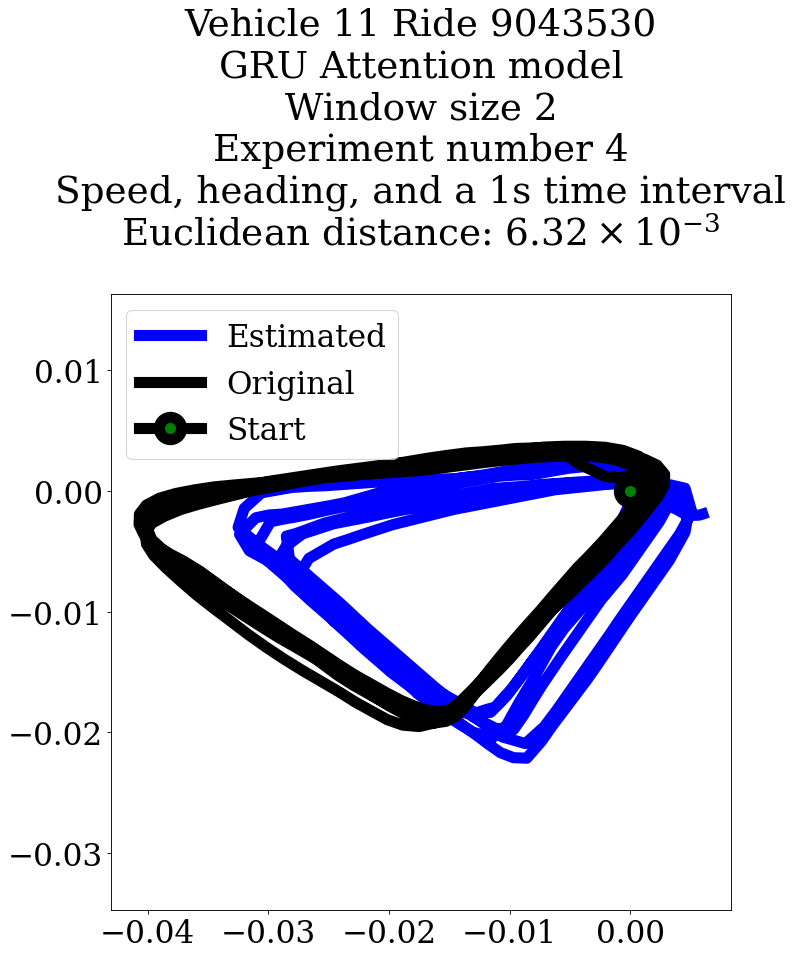 Vehicle 11 Ride 9043530
GRU Attention model
Window size 2
Experiment number 4
Speed, heading, and a 1s time interval
Euclidean distance: 6.32 × 10⁻³
Estimated
Original
Start
0.01
0.00
−0.01
−0.02
−0.03
−0.04 −0.03 −0.02 −0.01 0.00